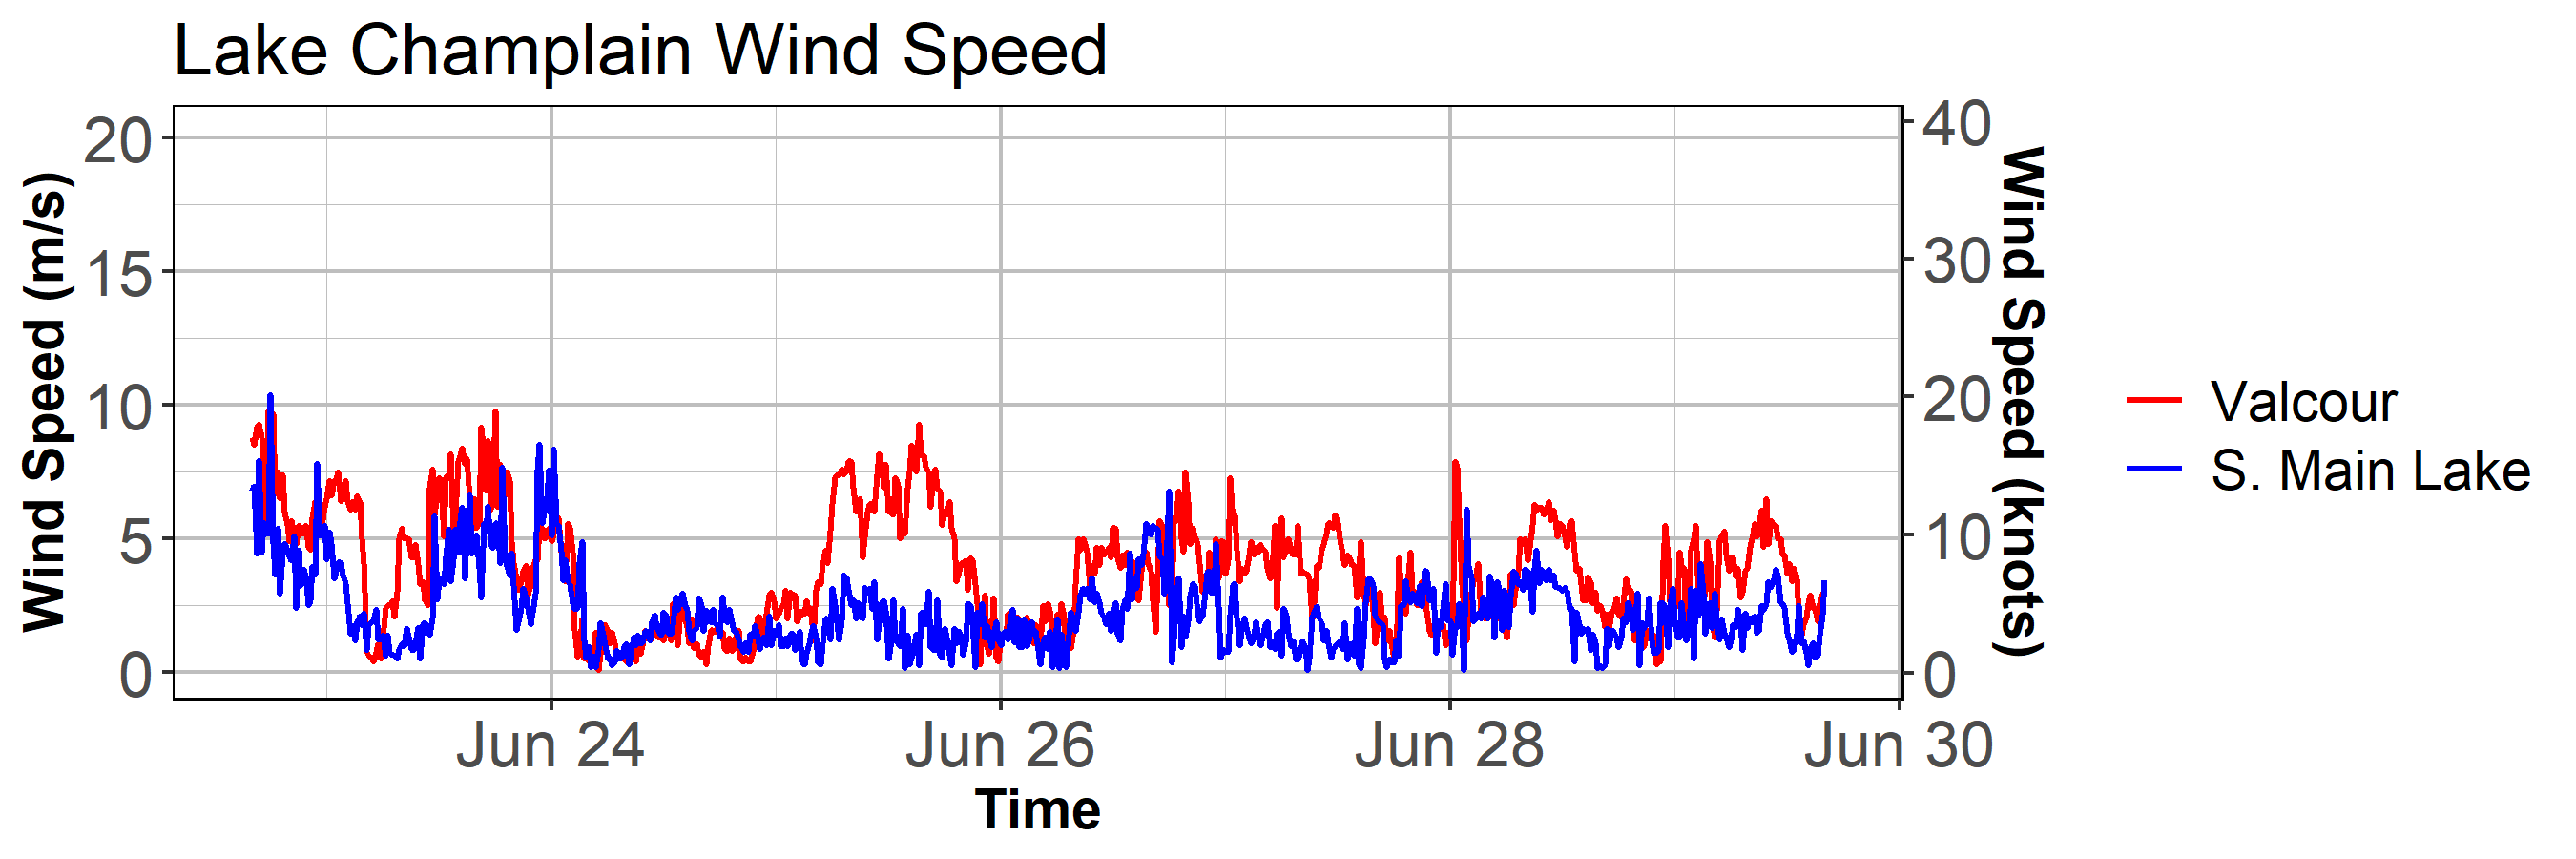 Lake Champlain Wind Speed
Wind Speed (m/s)
20
15
10
5
0
40
30
20
10
0
Wind Speed (knots)
Valcour
S. Main Lake
Jun 24 Jun 26 Jun 28 Jun 30
Time